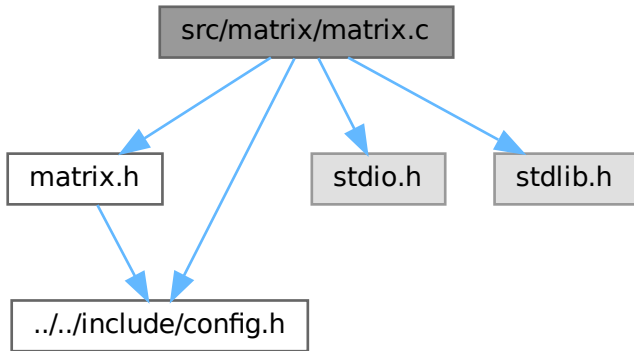 src/matrix/matrix.c
matrix.h
stdio.h
stdlib.h
../../include/config.h